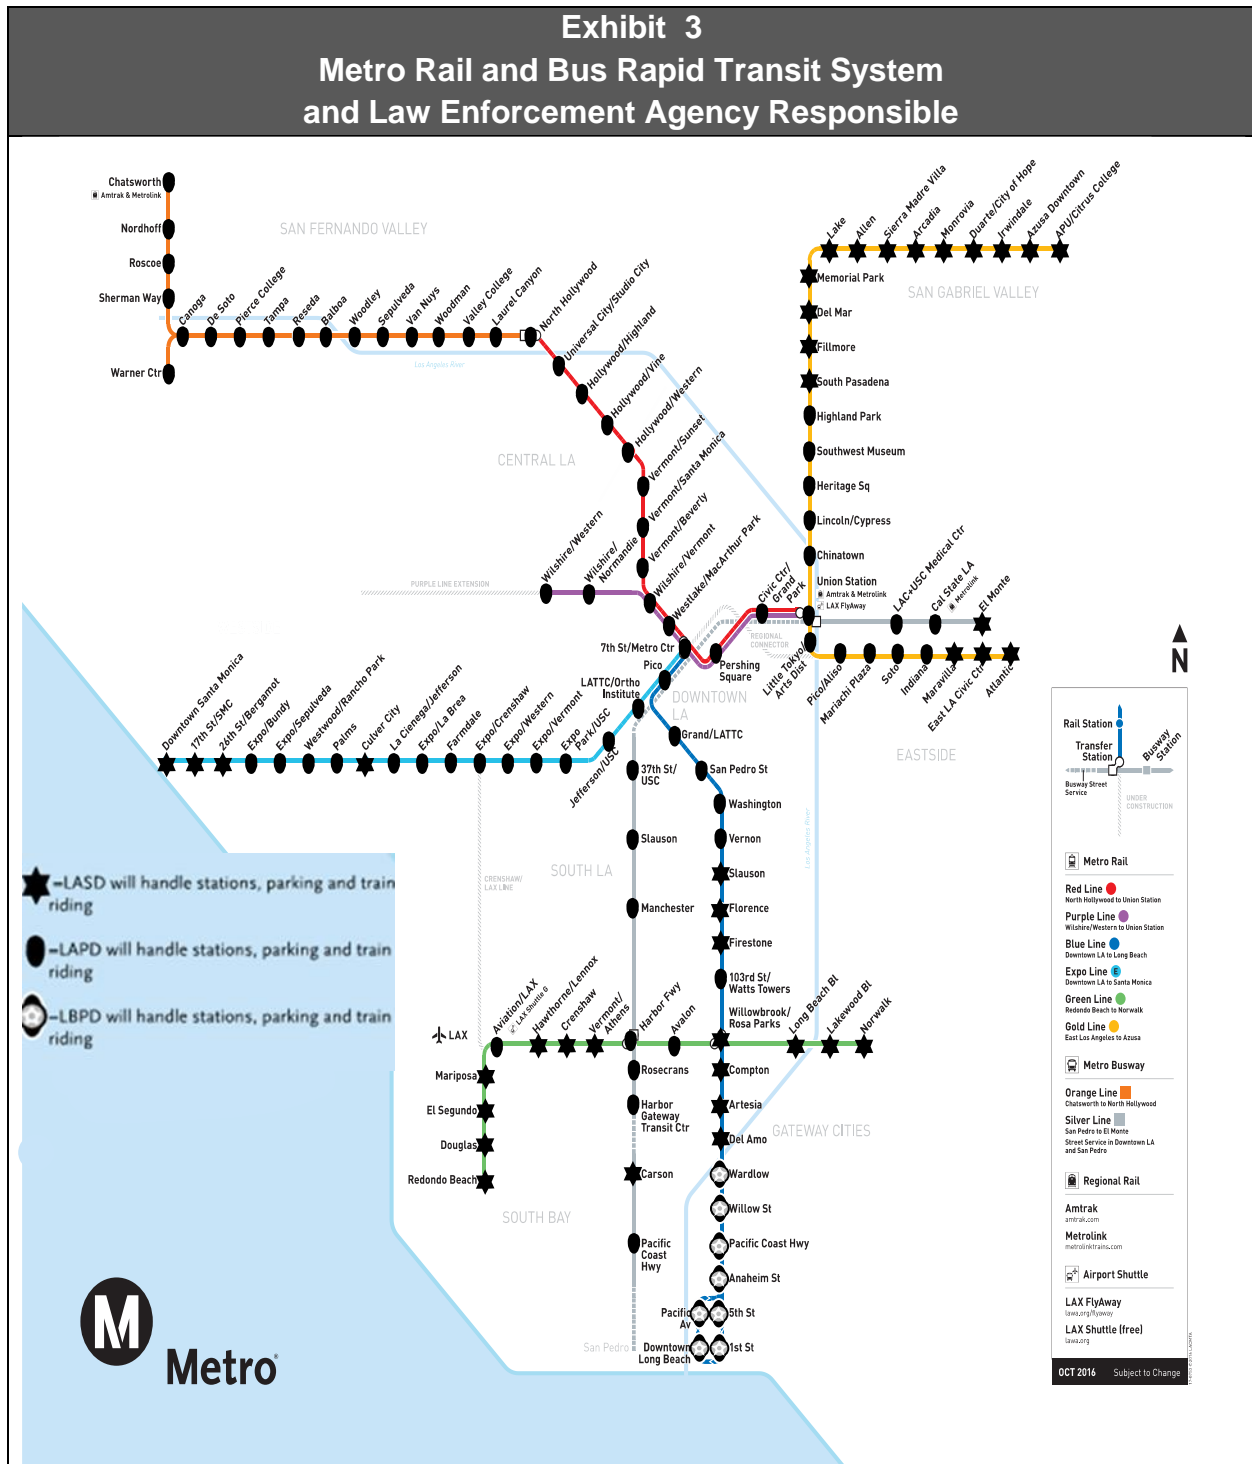 Exhibit 3
Metro Rail and Bus Rapid Transit System
and Law Enforcement Agency Responsible
Chatsworth
Amtrak & Metrolink
Nordhoff
Roscoe
Sherman Way
Warner Ctr
SAN FERNANDO VALLEY
Canoga
De Soto
Pierce College
Tampa
Reseda
Balboa
Woodley
Sepulveda
Van Nuys
Woodman
Valley College
Laurel Canyon
North Hollywood
Universal City/Studio City
Hollywood/Highland
Hollywood/Vine
Hollywood/Western
Vermont/Sunset
Vermont/Santa Monica
Vermont/Beverly
Wilshire/Vermont
Westlake/MacArthur Park
Los Angeles River
CENTRAL LA
Wilshire/Western
Wilshire/
Normandie
PURPLE LINE EXTENSION
Lake
Allen
Sierra Madre Villa
Arcadia
Monrovia
Duarte/City of Hope
Irwindale
Azusa Downtown
APU/Citrus College
Memorial Park
SAN GABRIEL VALLEY
Del Mar
Fillmore
South Pasadena
Highland Park
Southwest Museum
Heritage Sq
Lincoln/Cypress
Chinatown
Union Station
Amtrak & Metrolink
LAX FlyAway
Civic Ctr/
Grand
Park
LAC+USC Medical Ctr
Cal State LA
Metrolink
El Monte
REGIONAL
CONNECTOR
7th St/Metro Ctr
Pershing
Square
Pico
LATTC/Ortho
Institute
DOWNTOWN
LA
Little Tokyo/
Arts Dist
Pico/Aliso
Mariachi Plaza
Soto
Indiana
Maravilla
East LA Civic Ctr
Atlantic
EASTSIDE
Downtown Santa Monica
17th St/SMC
26th St/Bergamot
Expo/Bundy
Expo/Sepulveda
Westwood/Rancho Park
Palms
Culver City
La Cienega/Jefferson
Expo/La Brea
Farmdale
Expo/Crenshaw
Expo/Western
Expo/Vermont
Expo
Park/USC
Jefferson/USC
Grand/LATTC
San Pedro St
37th St/
USC
Washington
Vernon
Slauson
Slauson
SOUTH LA
CRENSHAW/
LAX LINE
Los Angeles River
Manchester
Florence
Firestone
103rd St/
Watts Towers
Willowbrook/
Rosa Parks
–LASD will handle stations, parking and train
riding
–LAPD will handle stations, parking and train
riding
–LBPD will handle stations, parking and train
riding
LAX
Aviation/LAX
LAX Shuttle G
Hawthorne/Lennox
Crenshaw
Vermont/
Athens
Harbor Fwy
Avalon
Long Beach Bl
Lakewood Bl
Norwalk
Mariposa
El Segundo
Douglas
Redondo Beach
SOUTH BAY
Rosecrans
Harbor
Gateway
Transit Ctr
Carson
Pacific
Coast
Hwy
San Pedro
Compton
Artesia
Del Amo
GATEWAY CITIES
Wardlow
Willow St
Pacific Coast Hwy
Anaheim St
Pacific
Av
5th St
Downtown
Long Beach
1st St
N
Rail Station
Transfer
Station
Busway
Station
Busway Street
Service
UNDER
CONSTRUCTION
Metro Rail
Red Line
North Hollywood to Union Station
Purple Line
Wilshire/Western to Union Station
Blue Line
Downtown LA to Long Beach
Expo Line E
Downtown LA to Santa Monica
Green Line
Redondo Beach to Norwalk
Gold Line
East Los Angeles to Azusa
Metro Busway
Orange Line
Chatsworth to North Hollywood
Silver Line
San Pedro to El Monte
Street Service in Downtown LA
and San Pedro
Regional Rail
Amtrak
amtrak.com
Metrolink
metrolinktrains.com
Airport Shuttle
LAX FlyAway
lawa.org/flyaway
LAX Shuttle (free)
lawa.org
OCT 2016 Subject to Change
M
Metro